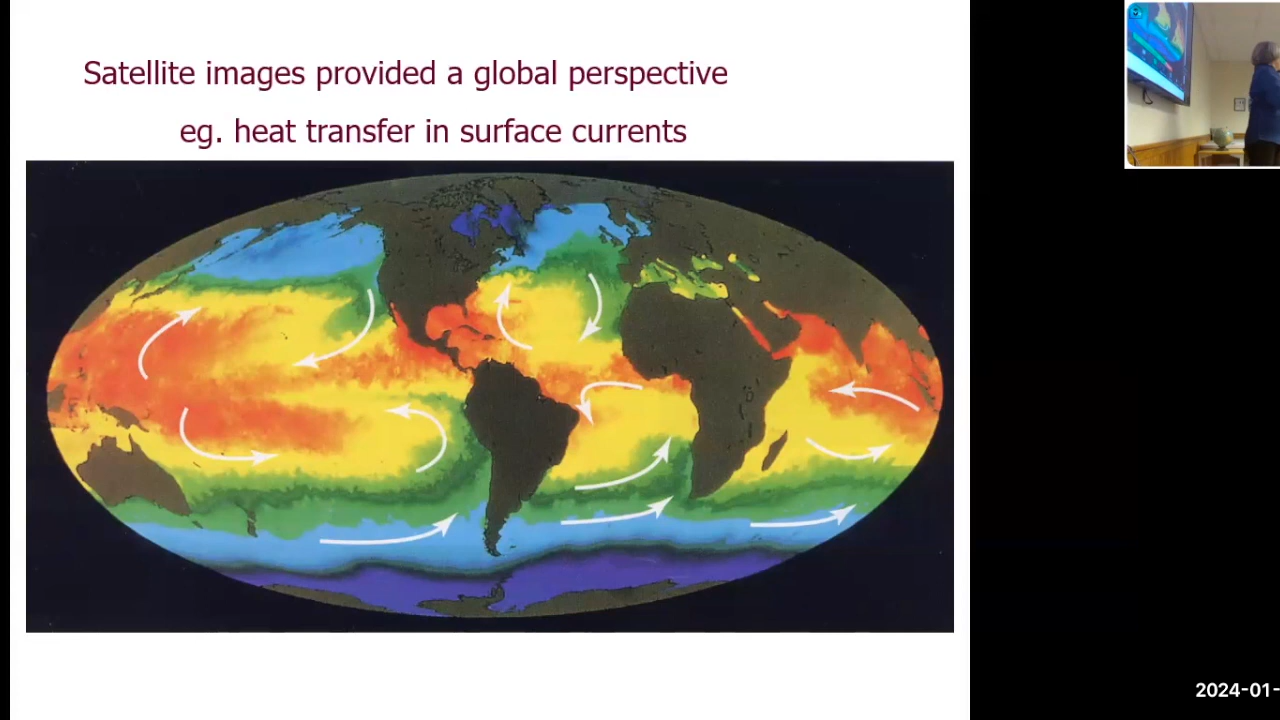 Satellite images provided a global perspective
eg. heat transfer in surface currents
2024-01-